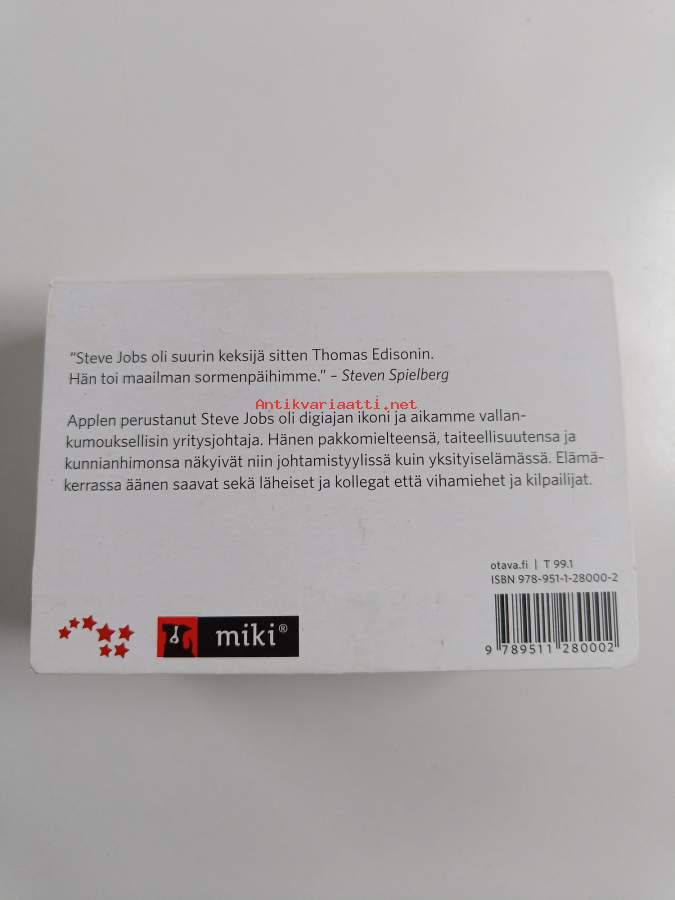 "Steve Jobs oli suurin keksijä sitten Thomas Edisonin.
Hän toi maailman sormenpäihimme." – Steven Spielberg
Antikvariaatti.net
Applen perustanut Steve Jobs oli digiajan ikoni ja aikamme vallan-
kumouksellisin yritysjohtaja. Hänen pakkomielteensä, taiteellisuutensa ja
kunnianhimonsa näkyivät niin johtamistyylissä kuin yksityiselämässä. Elämä-
kerrassa äänen saavat sekä läheiset ja kollegat että vihamiehet ja kilpailijat.
otava.fi | T 99.1
ISBN 978-951-1-28000-2
miki®
9 789511 280002